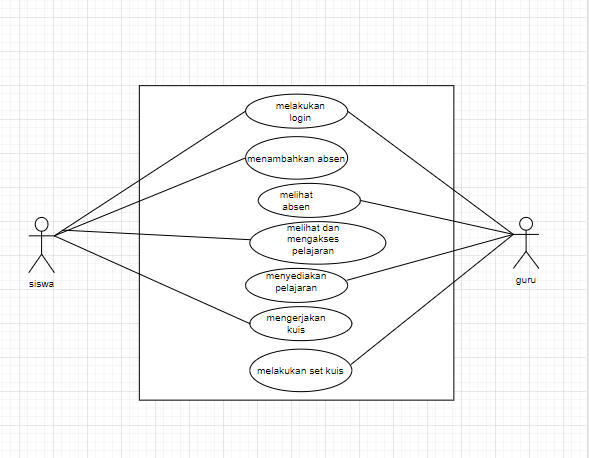 melakukan
login
menambahkan absen
melihat
absen
melihat dan
mengakses
pelajaran
menyediakan
pelajaran
mengerjakan
kuis
melakukan set kuis
siswa
guru